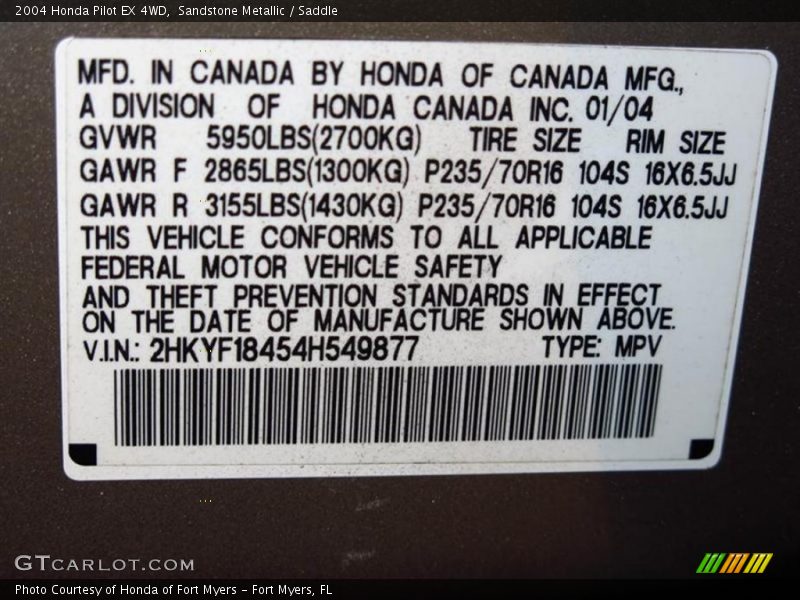 2004 Honda Pilot EX 4WD, Sandstone Metallic / Saddle
MFD. IN CANADA BY HONDA OF CANADA MFG.,
A DIVISION OF HONDA CANADA INC. 01/04
GVWR 5950LBS(2700KG) TIRE SIZE RIM SIZE
GAWR F 2865LBS(1300KG) P235/70R16 104S 16X6.5JJ
GAWR R 3155LBS(1430KG) P235/70R16 104S 16X6.5JJ
THIS VEHICLE CONFORMS TO ALL APPLICABLE
FEDERAL MOTOR VEHICLE SAFETY
AND THEFT PREVENTION STANDARDS IN EFFECT
ON THE DATE OF MANUFACTURE SHOWN ABOVE.
V.I.N.: 2HKYF18454H549877 TYPE: MPV
GTCARLOT.COM
Photo Courtesy of Honda of Fort Myers - Fort Myers, FL